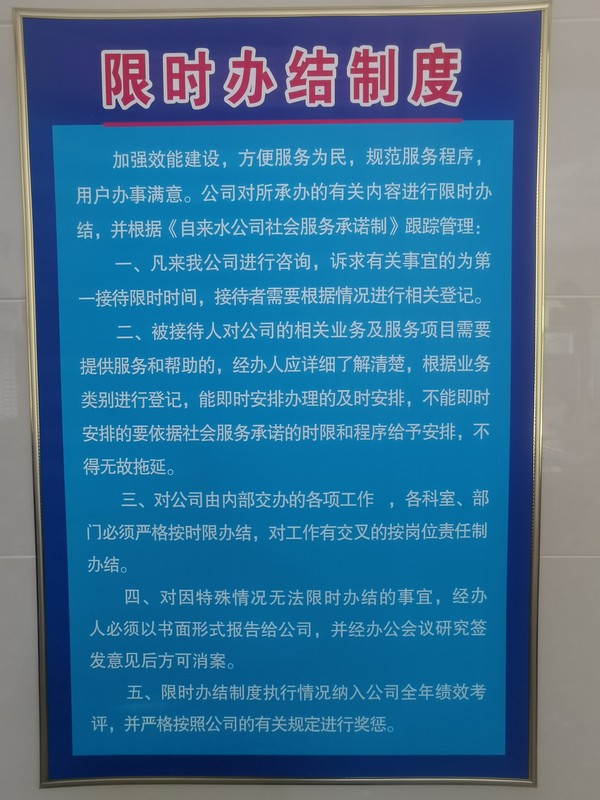 限时办结制度
加强效能建设，方便服务为民，规范服务程序，
用户办事满意。公司对所承办的有关内容进行限时办
结，并根据《自来水公司社会服务承诺制》跟踪管理：
一、凡来我公司进行咨询，诉求有关事宜的为第
一接待限时时间，接待者需要根据情况进行相关登记。
二、被接待人对公司的相关业务及服务项目需要
提供服务和帮助的，经办人应详细了解清楚，根据业务
类别进行登记，能即时安排办理的及时安排，不能即时
安排的要依据社会服务承诺的时限和程序给予安排，不
得无故拖延。
三、对公司由内部交办的各项工作 ，各科室、部
门必须严格按时限办结，对工作有交叉的按岗位责任制
办结。
四、对因特殊情况无法限时办结的事宜，经办
人必须以书面形式报告给公司，并经办公会议研究签
发意见后方可消案。
五、限时办结制度执行情况纳入公司全年绩效考
评，并严格按照公司的有关规定进行奖惩。